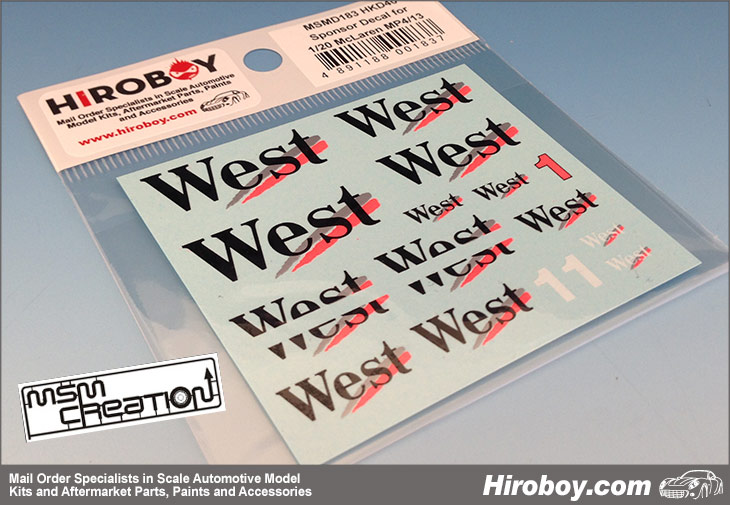 HIROBOY
Mail Order Specialists in Scale Automotive
Model Kits, Aftermarket Parts, Paints
and Accessories
www.hiroboy.com
MSMD183
Sponsor Decal for
1/20 McLaren MP4/13
4 891188 001837
West
West
West
West
West
West
1
West
West
West
West
West
West
West
West
11
West
West
MSM
CREATION
Mail Order Specialists in Scale Automotive Model
Kits and Aftermarket Parts, Paints and Accessories
Hiroboy.com